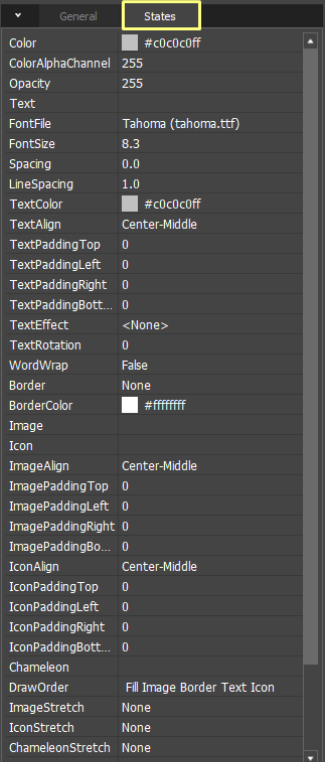 General States
Color #c0c0c0ff
ColorAlphaChannel 255
Opacity 255
Text
FontFile Tahoma (tahoma.ttf)
FontSize 8.3
Spacing 0.0
LineSpacing 1.0
TextColor #c0c0c0ff
TextAlign Center-Middle
TextPaddingTop 0
TextPaddingLeft 0
TextPaddingRight 0
TextPaddingBott... 0
TextEffect <None>
TextRotation 0
WordWrap False
Border None
BorderColor #ffffffff
Image
Icon
ImageAlign Center-Middle
ImagePaddingTop 0
ImagePaddingLeft 0
ImagePaddingRight 0
ImagePaddingBo... 0
IconAlign Center-Middle
IconPaddingTop 0
IconPaddingLeft 0
IconPaddingRight 0
IconPaddingBott... 0
Chameleon
DrawOrder Fill Image Border Text Icon
ImageStretch None
IconStretch None
ChameleonStretch None